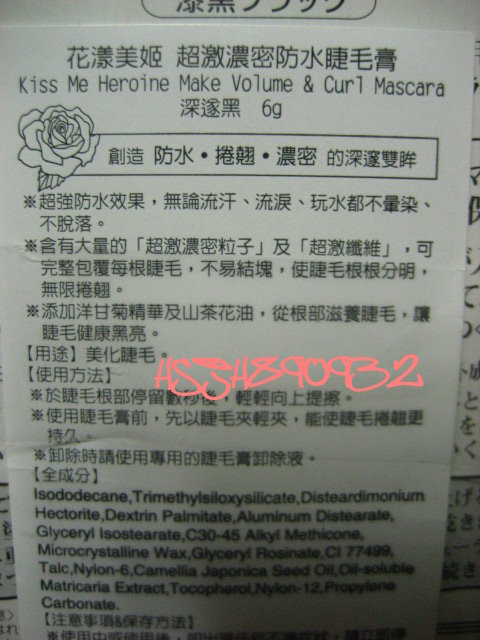 漆黒ブラック
花漾美姬 超激濃密防水睫毛膏
Kiss Me Heroine Make Volume & Curl Mascara
深邃黑 6g
創造 防水・捲翹・濃密 的深邃雙眸
※超強防水效果，無論流汗、流淚、玩水都不暈染、
不脫落。
※含有大量的「超激濃密粒子」及「超激纖維」，可
完整包覆每根睫毛，不易結塊，使睫毛根根分明，
無限捲翹。
※添加洋甘菊精華及山茶花油，從根部滋養睫毛，讓
睫毛健康黑亮。
【用途】美化睫毛。
HSJH890932
【使用方法】
※於睫毛根部停留數秒後，輕輕向上提擦。
※使用睫毛膏前，先以睫毛夾輕夾，能使睫毛捲翹更
持久。
※卸除時請使用專用的睫毛膏卸除液。
【全成分】
Isododecane,Trimethylsiloxysilicate,Disteardimonium
Hectorite,Dextrin Palmitate,Aluminum Distearate,
Glyceryl Isostearate,C30-45 Alkyl Methicone,
Microcrystalline Wax,Glyceryl Rosinate,CI 77499,
Talc,Nylon-6,Camellia Japonica Seed Oil,Oil-soluble
Matricaria Extract,Tocopherol,Nylon-12,Propylene
Carbonate.
【注意事項&保存方法】